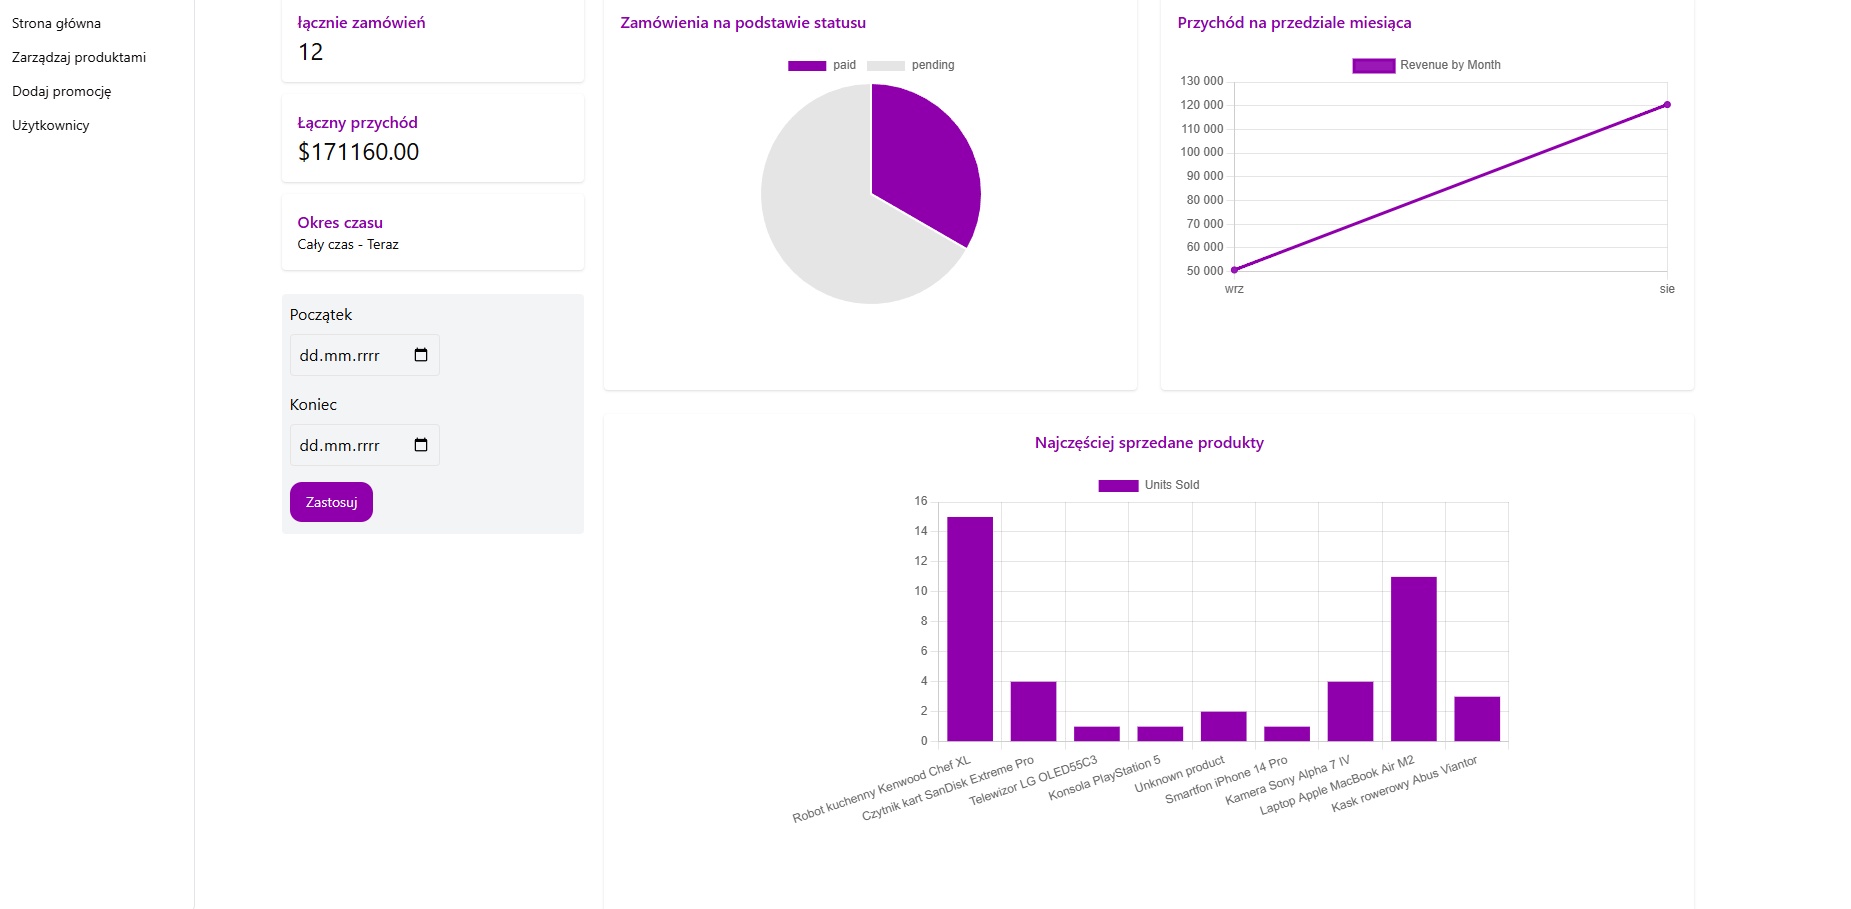 Strona główna
Zarządzaj produktami
Dodaj promocję
Użytkownicy
łącznie zamówień
12
Łączny przychód
$171160.00
Okres czasu
Cały czas - Teraz
Początek
dd.mm.rrrr
Koniec
dd.mm.rrrr
Zastosuj
Zamówienia na podstawie statusu
paid
pending
Przychód na przedziale miesiąca
Revenue by Month
130 000
120 000
110 000
100 000
90 000
80 000
70 000
60 000
50 000
wrz
sie
Najczęściej sprzedane produkty
Units Sold
16
14
12
10
8
6
4
2
0
Robot kuchenny Kenwood Chef XL
Czytnik kart SanDisk Extreme Pro
Telewizor LG OLED55C3
Konsola PlayStation 5
Unknown product
Smartfon iPhone 14 Pro
Kamera Sony Alpha 7 IV
Laptop Apple MacBook Air M2
Kask rowerowy Abus Viantor